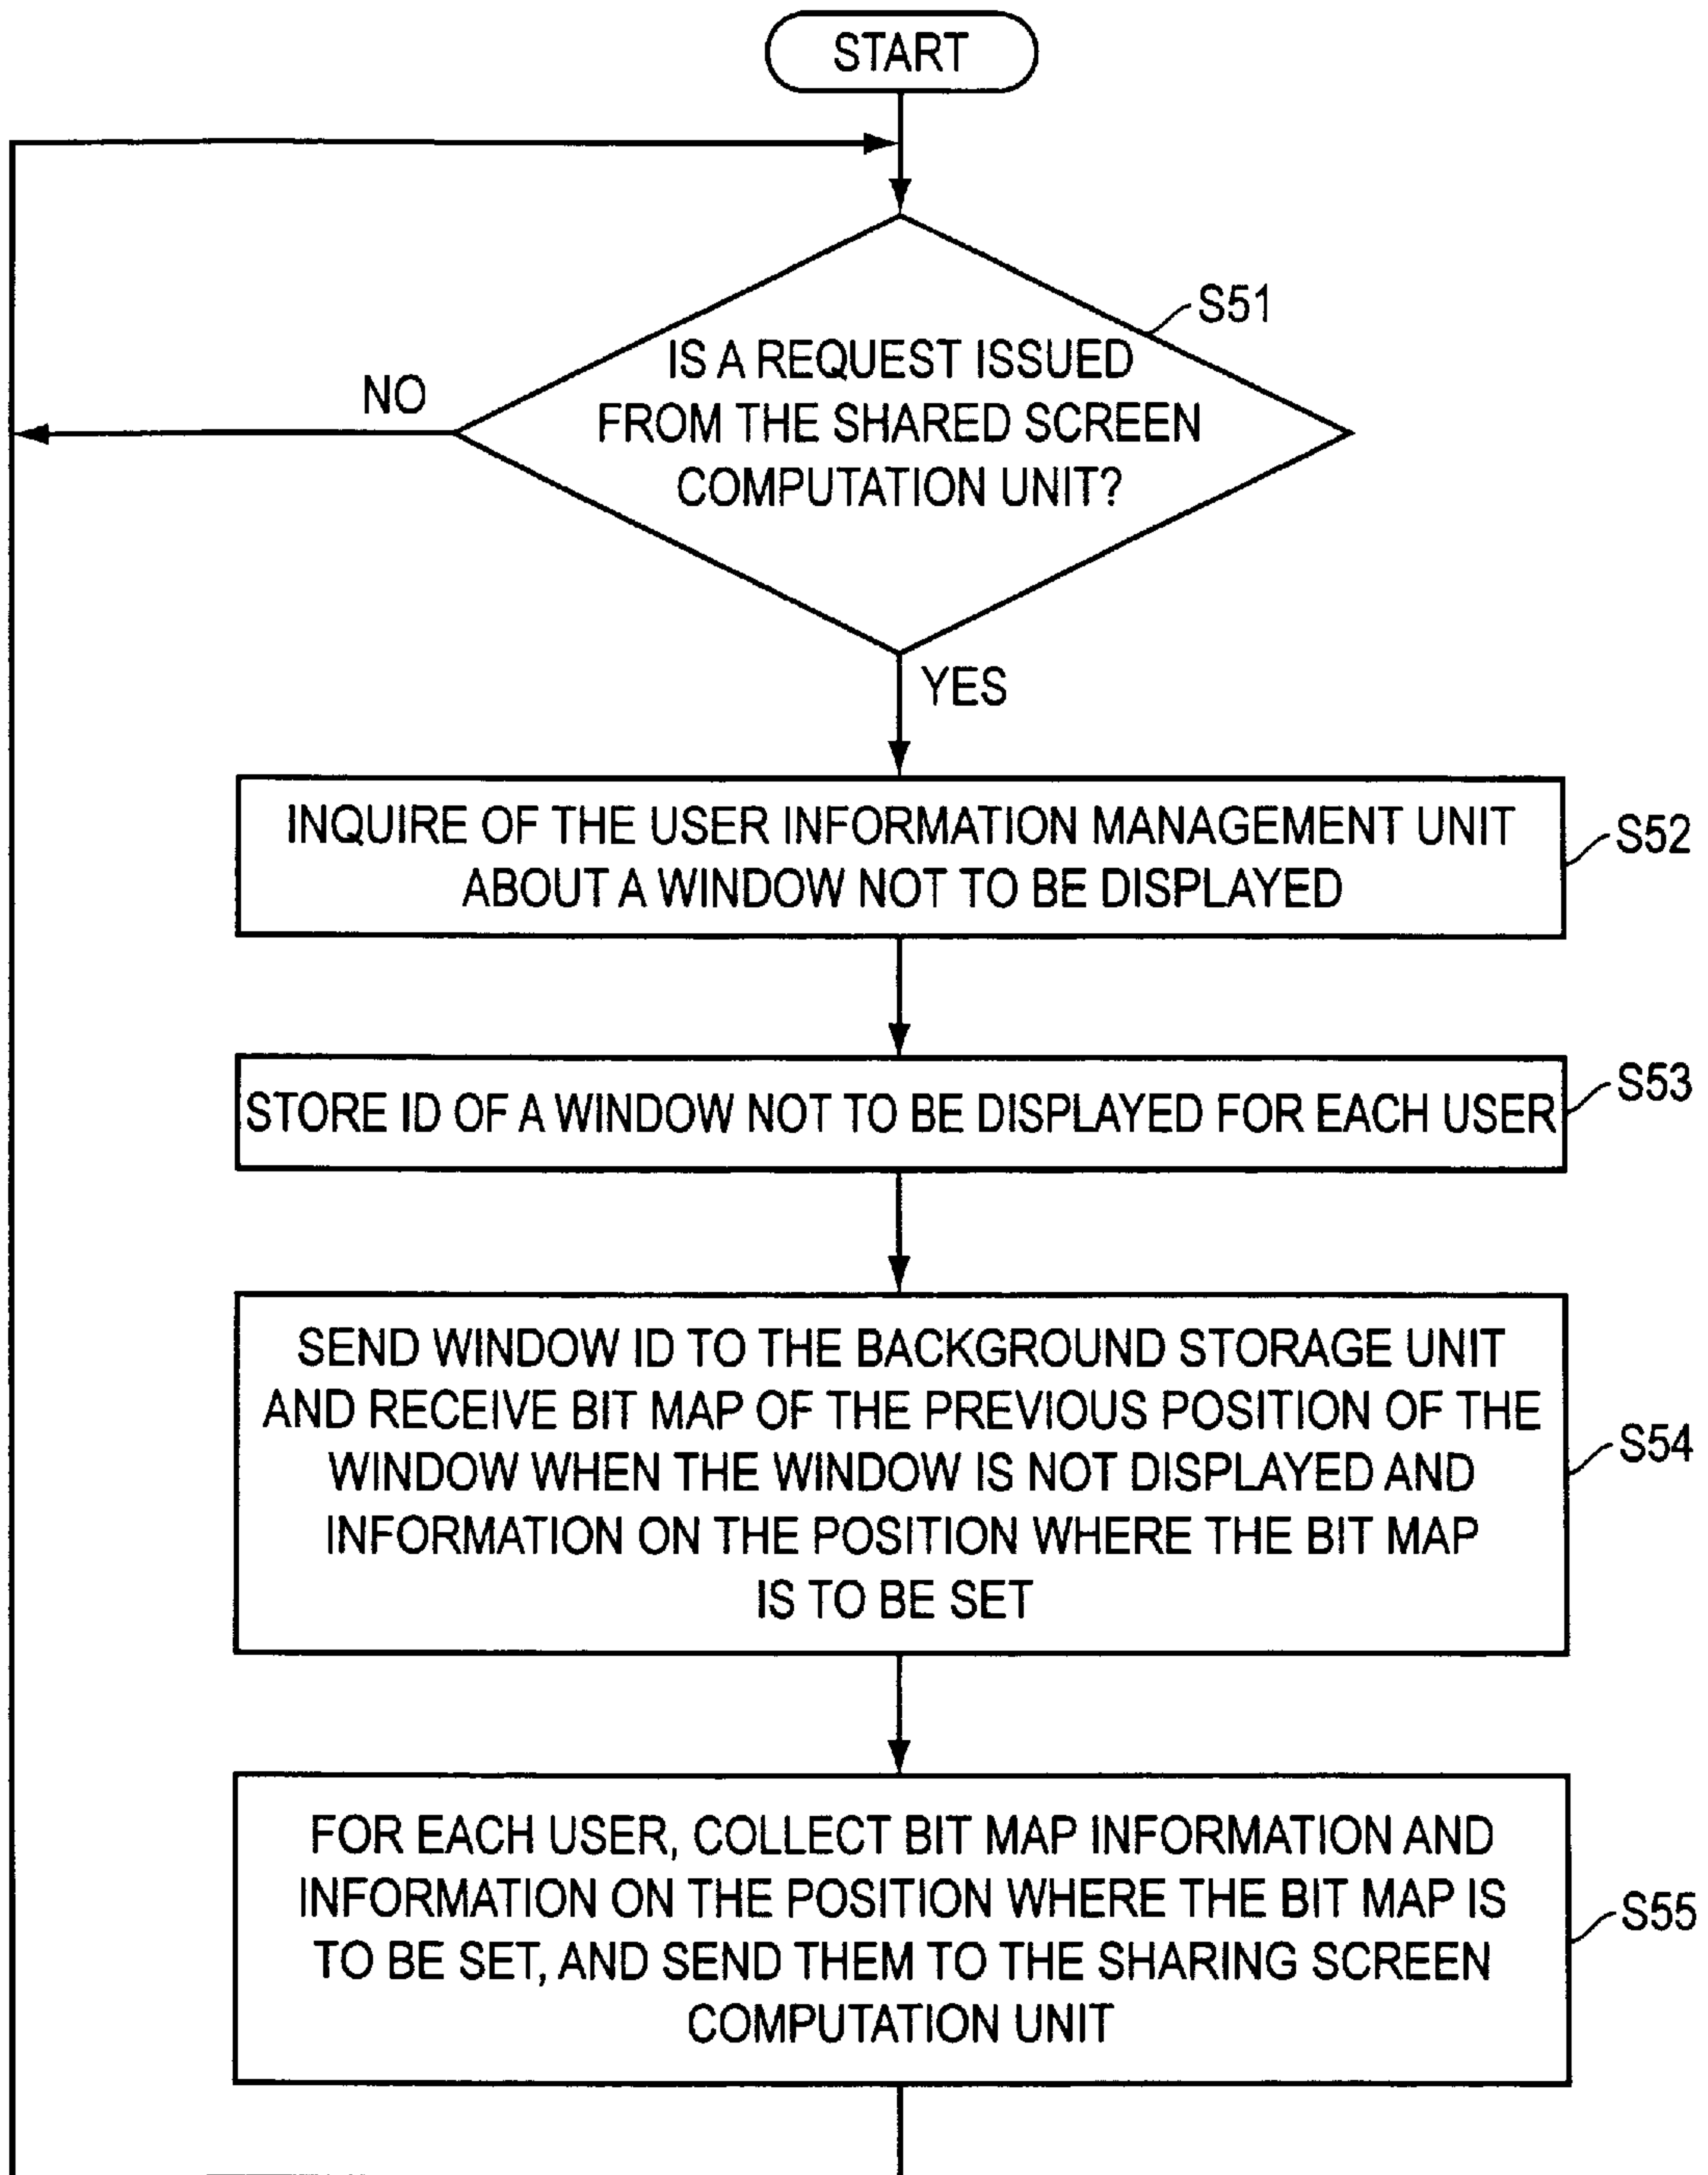 START
S51
IS A REQUEST ISSUED
FROM THE SHARED SCREEN
COMPUTATION UNIT?
NO
YES
INQUIRE OF THE USER INFORMATION MANAGEMENT UNIT
ABOUT A WINDOW NOT TO BE DISPLAYED
S52
STORE ID OF A WINDOW NOT TO BE DISPLAYED FOR EACH USER
S53
SEND WINDOW ID TO THE BACKGROUND STORAGE UNIT
AND RECEIVE BIT MAP OF THE PREVIOUS POSITION OF THE
WINDOW WHEN THE WINDOW IS NOT DISPLAYED AND
INFORMATION ON THE POSITION WHERE THE BIT MAP
IS TO BE SET
S54
FOR EACH USER, COLLECT BIT MAP INFORMATION AND
INFORMATION ON THE POSITION WHERE THE BIT MAP IS
TO BE SET, AND SEND THEM TO THE SHARING SCREEN
COMPUTATION UNIT
S55